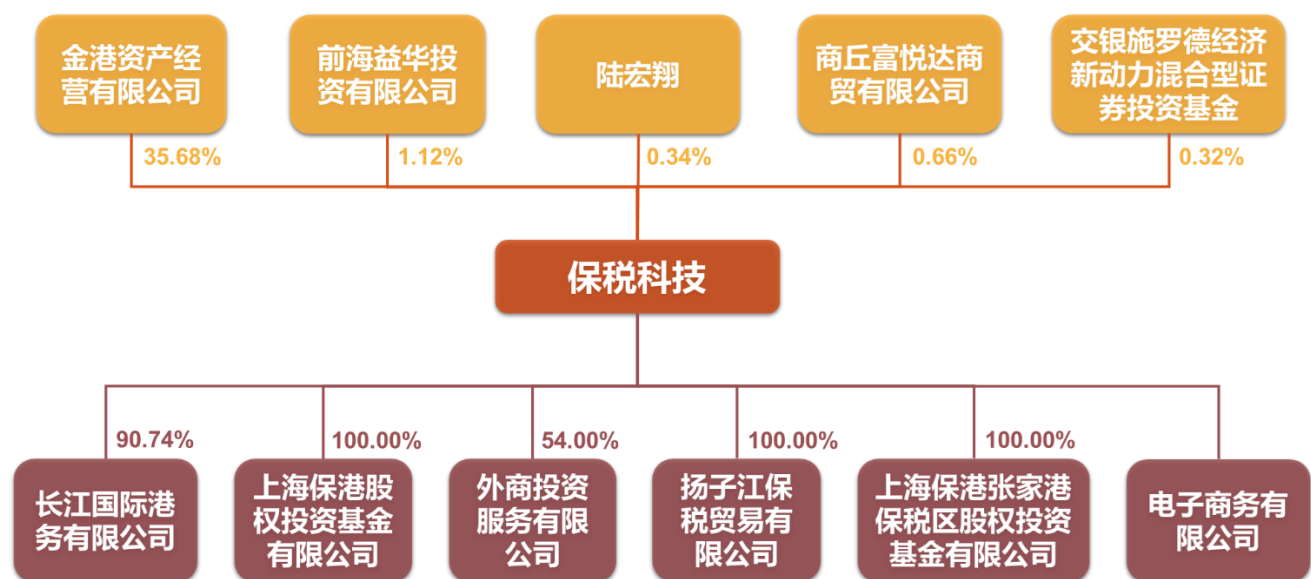 金港资产经
营有限公司
前海益华投
资有限公司
陆宏翔
商丘富悦达商
贸有限公司
交银施罗德经济
新动力混合型证
券投资基金
35.68%
1.12%
0.34%
0.66%
0.32%
保税科技
90.74%
100.00%
54.00%
100.00%
100.00%
长江国际港
务有限公司
上海保港股
权投资基金
有限公司
外商投资
服务有限
公司
扬子江保
税贸易有
限公司
上海保港张家港
保税区股权投资
基金有限公司
电子商务有
限公司